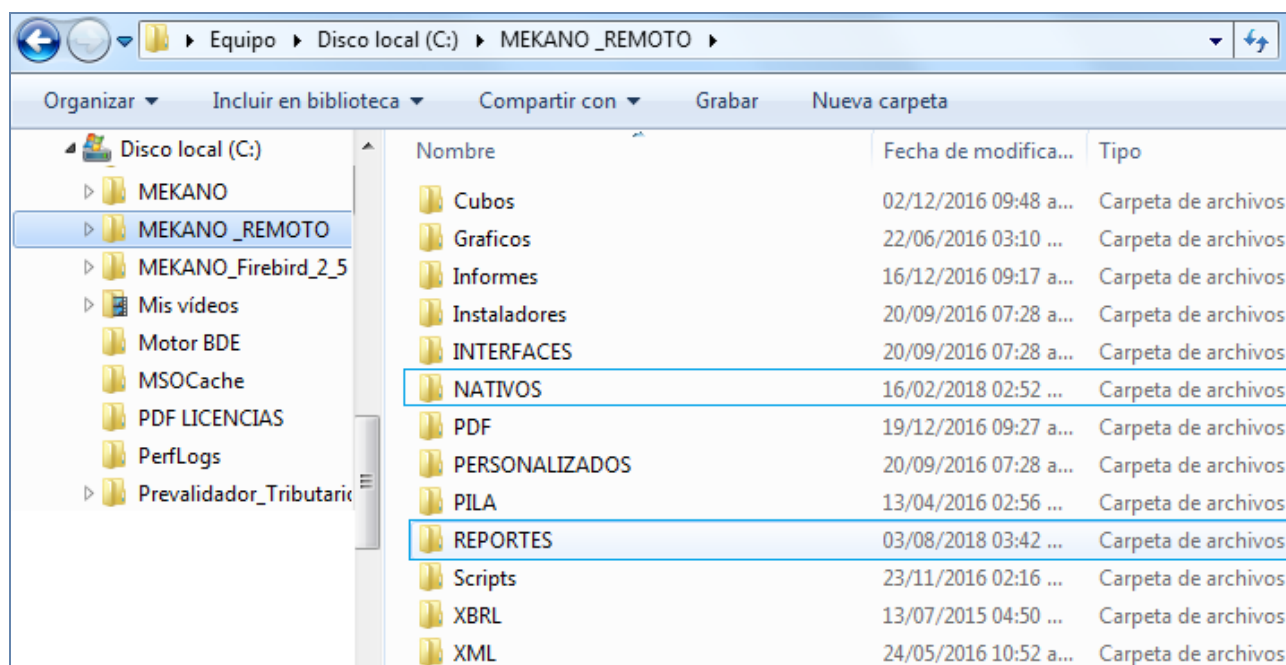 Equipo Disco local (C:) MEKANO _REMOTO
Organizar Incluir en biblioteca Compartir con Grabar Nueva carpeta
Disco local (C:)
MEKANO
MEKANO _REMOTO
MEKANO_Firebird_2_5
Mis vídeos
Motor BDE
MSOCache
PDF LICENCIAS
PerfLogs
Prevalidador_Tributaric
Nombre Fecha de modifica... Tipo
Cubos 02/12/2016 09:48 a... Carpeta de archivos
Graficos 22/06/2016 03:10 ... Carpeta de archivos
Informes 16/12/2016 09:17 a... Carpeta de archivos
Instaladores 20/09/2016 07:28 a... Carpeta de archivos
INTERFACES 20/09/2016 07:28 a... Carpeta de archivos
NATIVOS 16/02/2018 02:52 ... Carpeta de archivos
PDF 19/12/2016 09:27 a... Carpeta de archivos
PERSONALIZADOS 20/09/2016 07:28 a... Carpeta de archivos
PILA 13/04/2016 02:56 ... Carpeta de archivos
REPORTES 03/08/2018 03:42 ... Carpeta de archivos
Scripts 23/11/2016 02:16 ... Carpeta de archivos
XBRL 13/07/2015 04:50 ... Carpeta de archivos
XML 24/05/2016 10:52 a... Carpeta de archivos